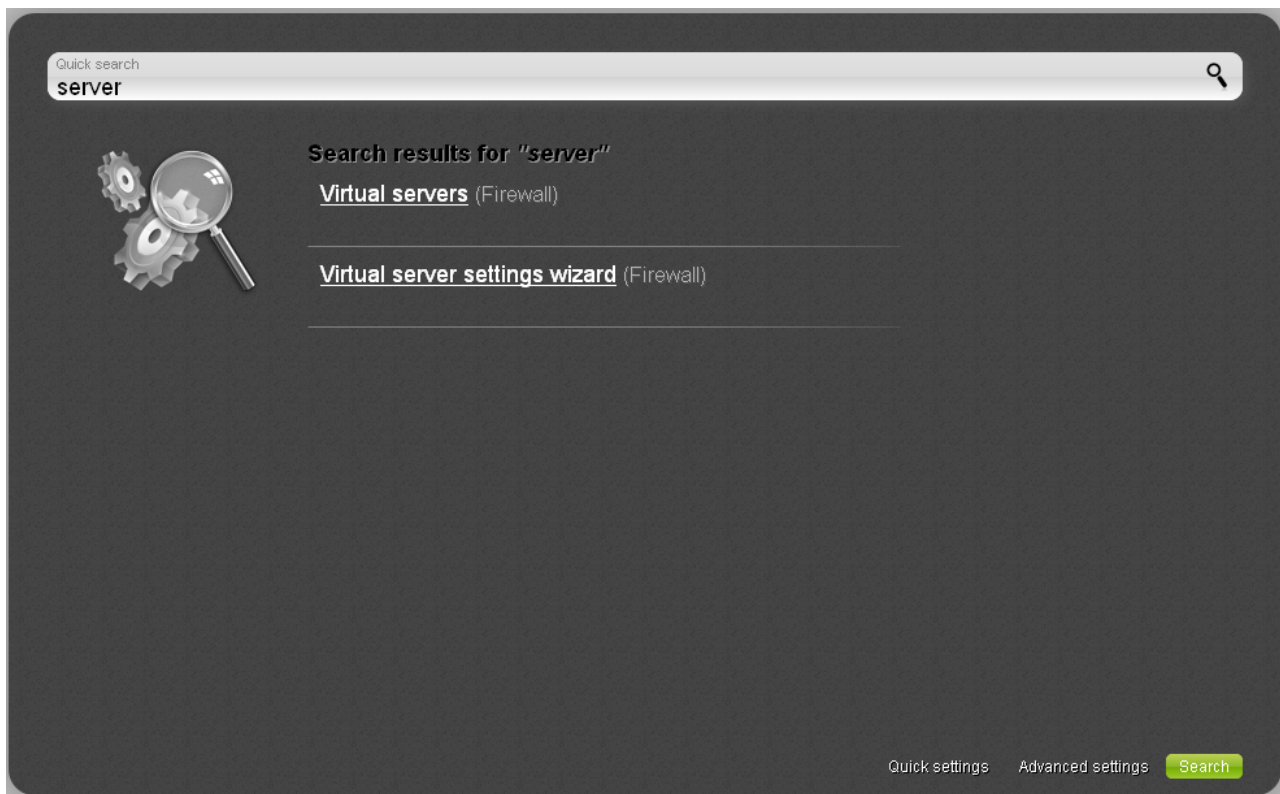 Quick search
server
Search results for "server"
Virtual servers (Firewall)
Virtual server settings wizard (Firewall)
Quick settings Advanced settings Search